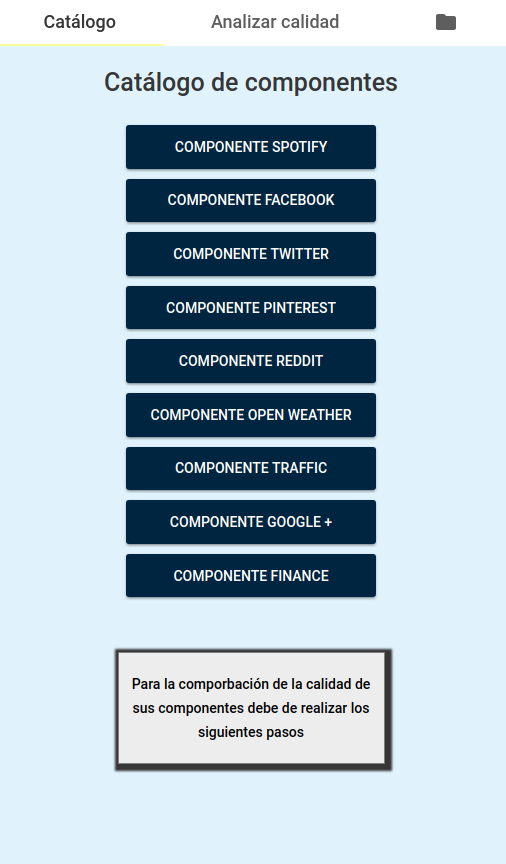 Catálogo
Analizar calidad
Catálogo de componentes
COMPONENTE SPOTIFY
COMPONENTE FACEBOOK
COMPONENTE TWITTER
COMPONENTE PINTEREST
COMPONENTE REDDIT
COMPONENTE OPEN WEATHER
COMPONENTE TRAFFIC
COMPONENTE GOOGLE +
COMPONENTE FINANCE
Para la comporbación de la calidad de
sus componentes debe de realizar los
siguientes pasos